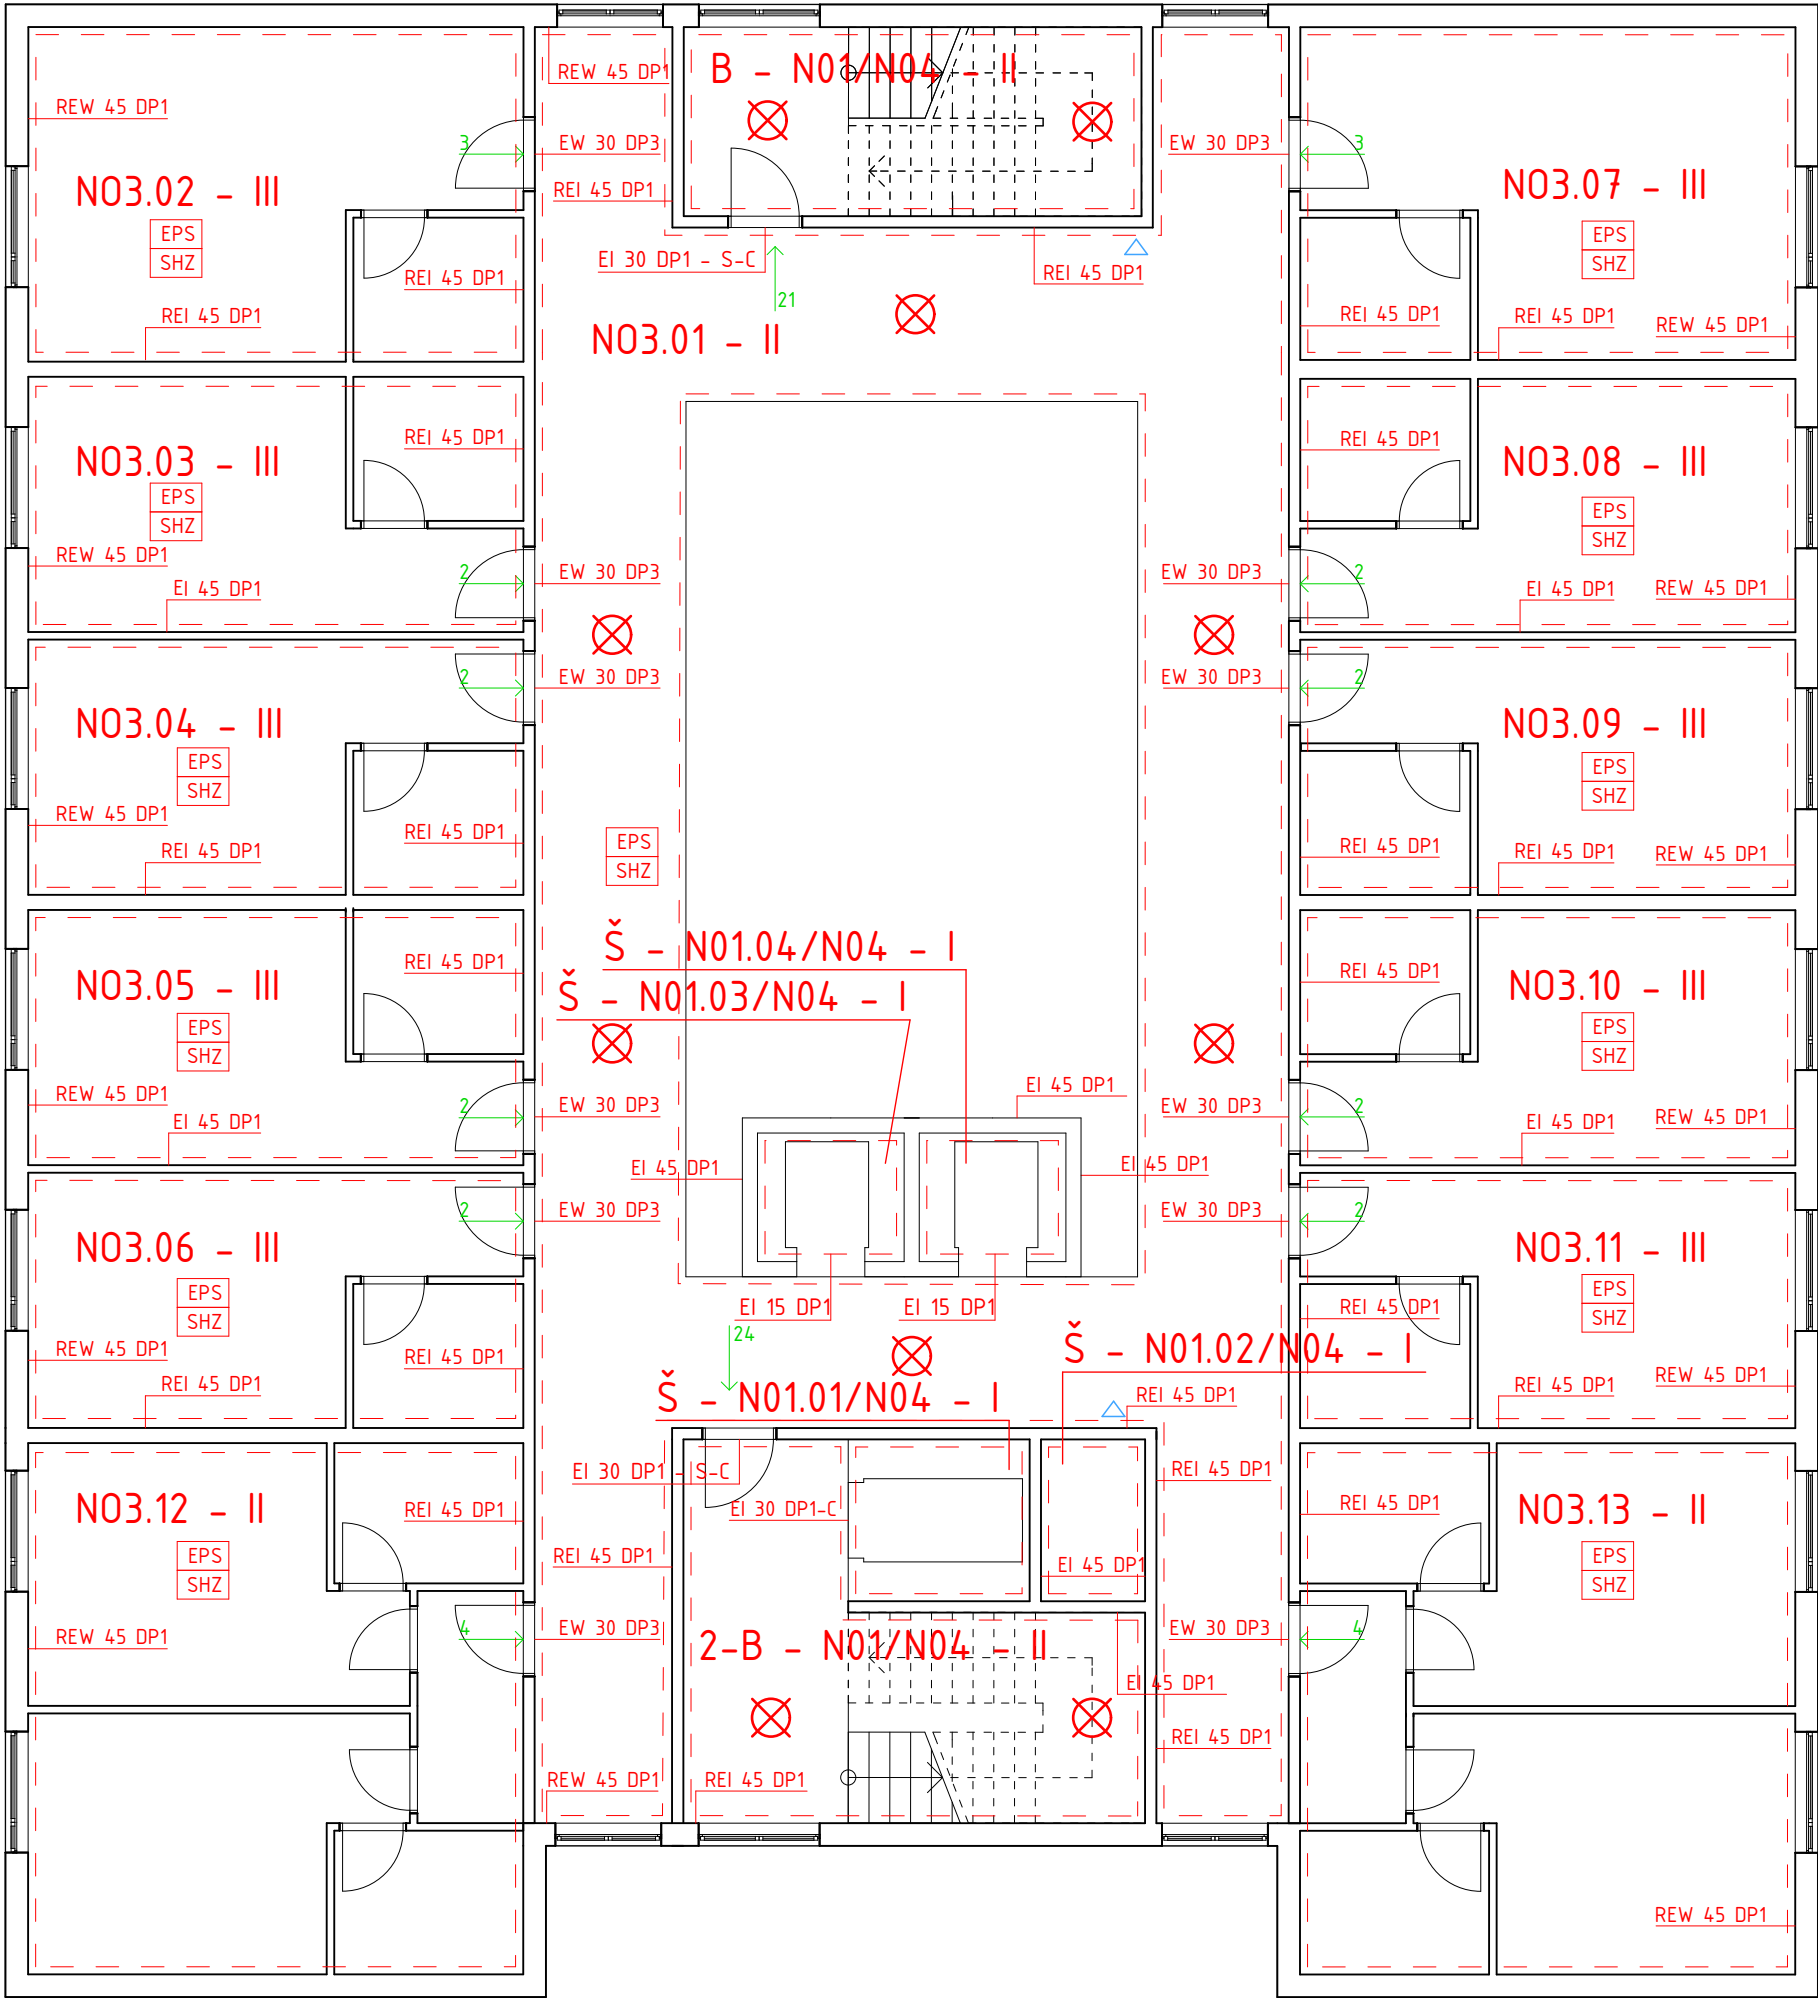 B - N01/N04 - II
REW 45 DP1
REW 45 DP1
3
EW 30 DP3
EW 30 DP3
3
NO3.02 - III
REI 45 DP1
NO3.07 - III
EPS
SHZ
EPS
SHZ
EI 30 DP1 - S-C
REI 45 DP1
REI 45 DP1
21
REI 45 DP1
REI 45 DP1
REI 45 DP1
REW 45 DP1
NO3.01 - II
NO3.03 - III
REI 45 DP1
REI 45 DP1
NO3.08 - III
EPS
SHZ
EPS
SHZ
REW 45 DP1
2
EW 30 DP3
EW 30 DP3
2
EI 45 DP1
EI 45 DP1
REW 45 DP1
2
EW 30 DP3
EW 30 DP3
2
NO3.04 - III
NO3.09 - III
EPS
SHZ
EPS
SHZ
REW 45 DP1
REI 45 DP1
REI 45 DP1
EPS
SHZ
REI 45 DP1
REI 45 DP1
REW 45 DP1
Š - N01.04/N04 - I
REI 45 DP1
REI 45 DP1
NO3.05 - III
Š - N01.03/N04 - I
NO3.10 - III
EPS
SHZ
EPS
SHZ
REW 45 DP1
2
EW 30 DP3
EI 45 DP1
EW 30 DP3
2
EI 45 DP1
EI 45 DP1
REW 45 DP1
EI 45 DP1
EI 45 DP1
2
EW 30 DP3
EW 30 DP3
2
NO3.06 - III
NO3.11 - III
EPS
SHZ
EPS
SHZ
EI 15 DP1
EI 15 DP1
REI 45 DP1
24
REW 45 DP1
REI 45 DP1
Š - N01.02/N04 - I
REW 45 DP1
REI 45 DP1
Š - N01.01/N04 - I
REI 45 DP1
REI 45 DP1
EI 30 DP1 - S-C
REI 45 DP1
NO3.12 - II
REI 45 DP1
EI 30 DP1-C
REI 45 DP1
NO3.13 - II
EPS
SHZ
REI 45 DP1
EI 45 DP1
EPS
SHZ
REW 45 DP1
4
EW 30 DP3
2-B - N01/N04 - II
EW 30 DP3
4
EI 45 DP1
REI 45 DP1
REW 45 DP1
REI 45 DP1
REW 45 DP1